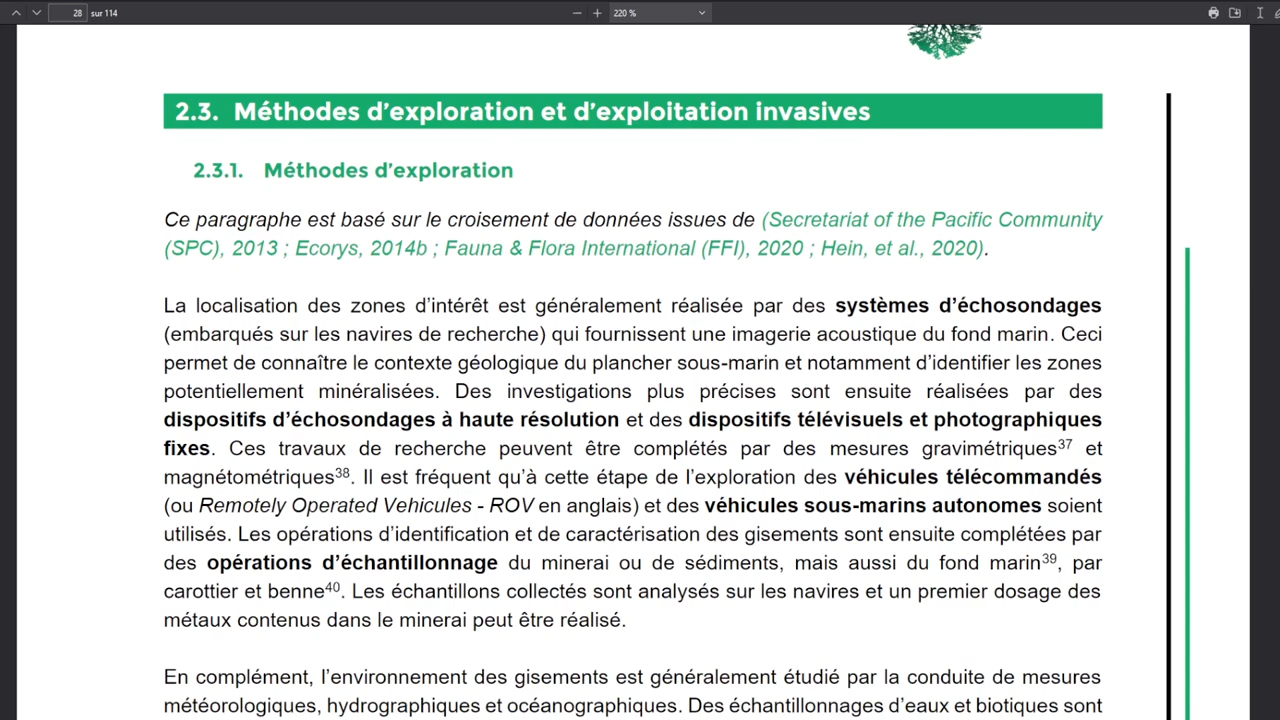 28 sur 114
220 %
2.3. Méthodes d'exploration et d'exploitation invasives
2.3.1. Méthodes d'exploration
Ce paragraphe est basé sur le croisement de données issues de (Secretariat of the Pacific Community
(SPC), 2013 ; Ecorys, 2014b ; Fauna & Flora International (FFI), 2020 ; Hein, et al., 2020).
La localisation des zones d'intérêt est généralement réalisée par des systèmes d'échosondages
(embarqués sur les navires de recherche) qui fournissent une imagerie acoustique du fond marin. Ceci
permet de connaître le contexte géologique du plancher sous-marin et notamment d'identifier les zones
potentiellement minéralisées. Des investigations plus précises sont ensuite réalisées par des
dispositifs d'échosondages à haute résolution et des dispositifs télévisuels et photographiques
fixes. Ces travaux de recherche peuvent être complétés par des mesures gravimétriques37 et
magnétométriques38. Il est fréquent qu'à cette étape de l'exploration des véhicules télécommandés
(ou Remotely Operated Vehicules - ROV en anglais) et des véhicules sous-marins autonomes soient
utilisés. Les opérations d'identification et de caractérisation des gisements sont ensuite complétées par
des opérations d'échantillonnage du minerai ou de sédiments, mais aussi du fond marin39, par
carottier et benne40. Les échantillons collectés sont analysés sur les navires et un premier dosage des
métaux contenus dans le minerai peut être réalisé.
En complément, l'environnement des gisements est généralement étudié par la conduite de mesures
météorologiques, hydrographiques et océanographiques. Des échantillonnages d'eaux et biotiques sont